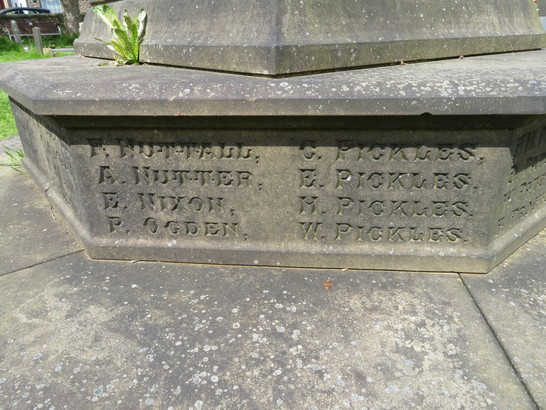 F. NUTTALL,
A. NUTTER,
E. NIXON,
P. OGDEN,
C. PICKLES,
E. PICKLES.
H. PICKLES.
W. PICKLES,